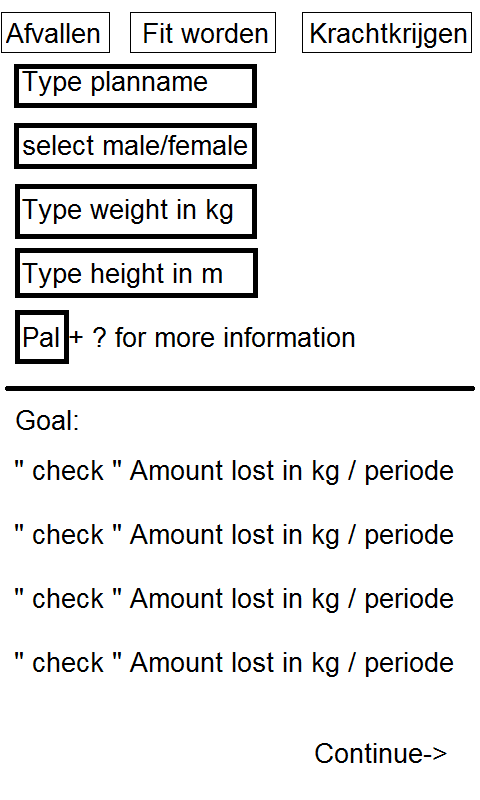 Afvallen Fit worden Krachtkrijgen
Type planname
select male/female
Type weight in kg
Type height in m
Pal + ? for more information
Goal:
" check " Amount lost in kg / periode
" check " Amount lost in kg / periode
" check " Amount lost in kg / periode
" check " Amount lost in kg / periode
Continue->